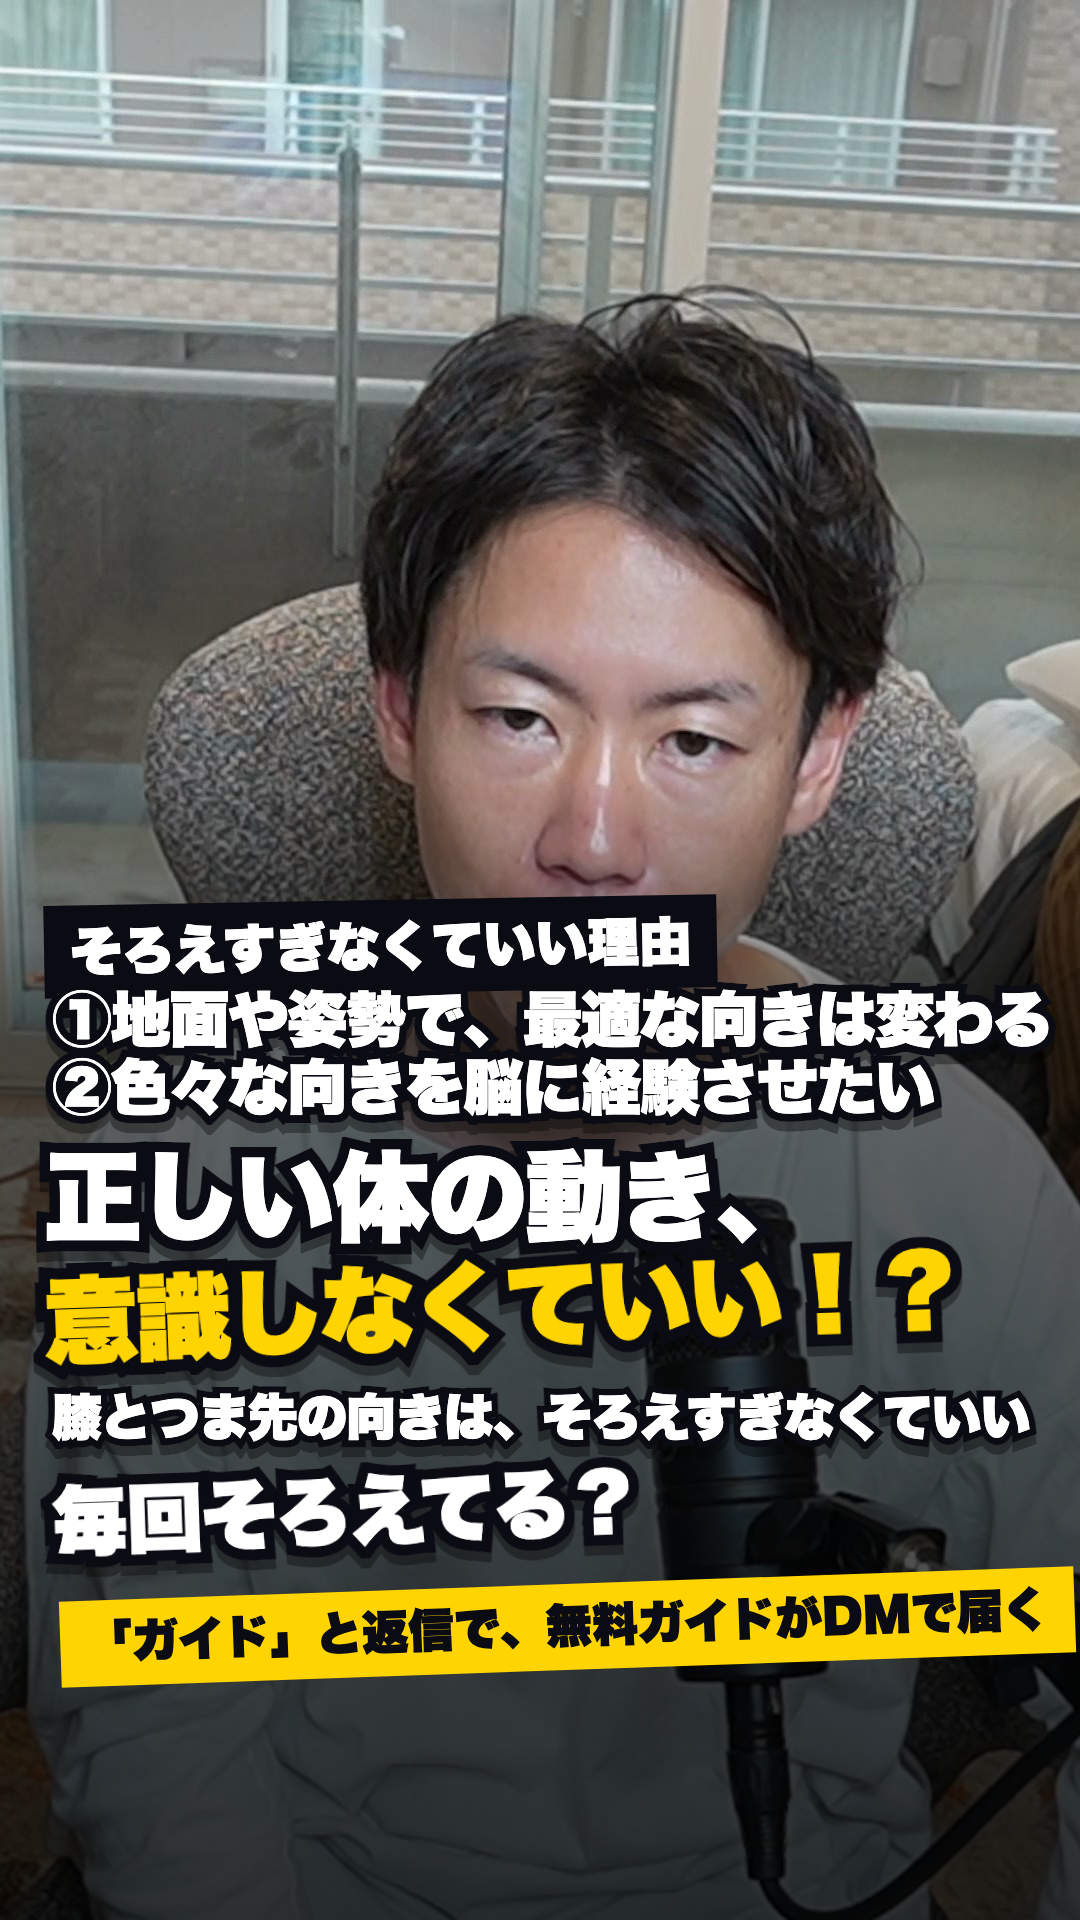 そろえすぎなくていい理由
①地面や姿勢で、最適な向きは変わる
②色々な向きを脳に経験させたい
正しい体の動き、
意識しなくていい！？
膝とつま先の向きは、そろえすぎなくていい
毎回そろえてる？
「ガイド」と返信で、無料ガイドがDMで届く